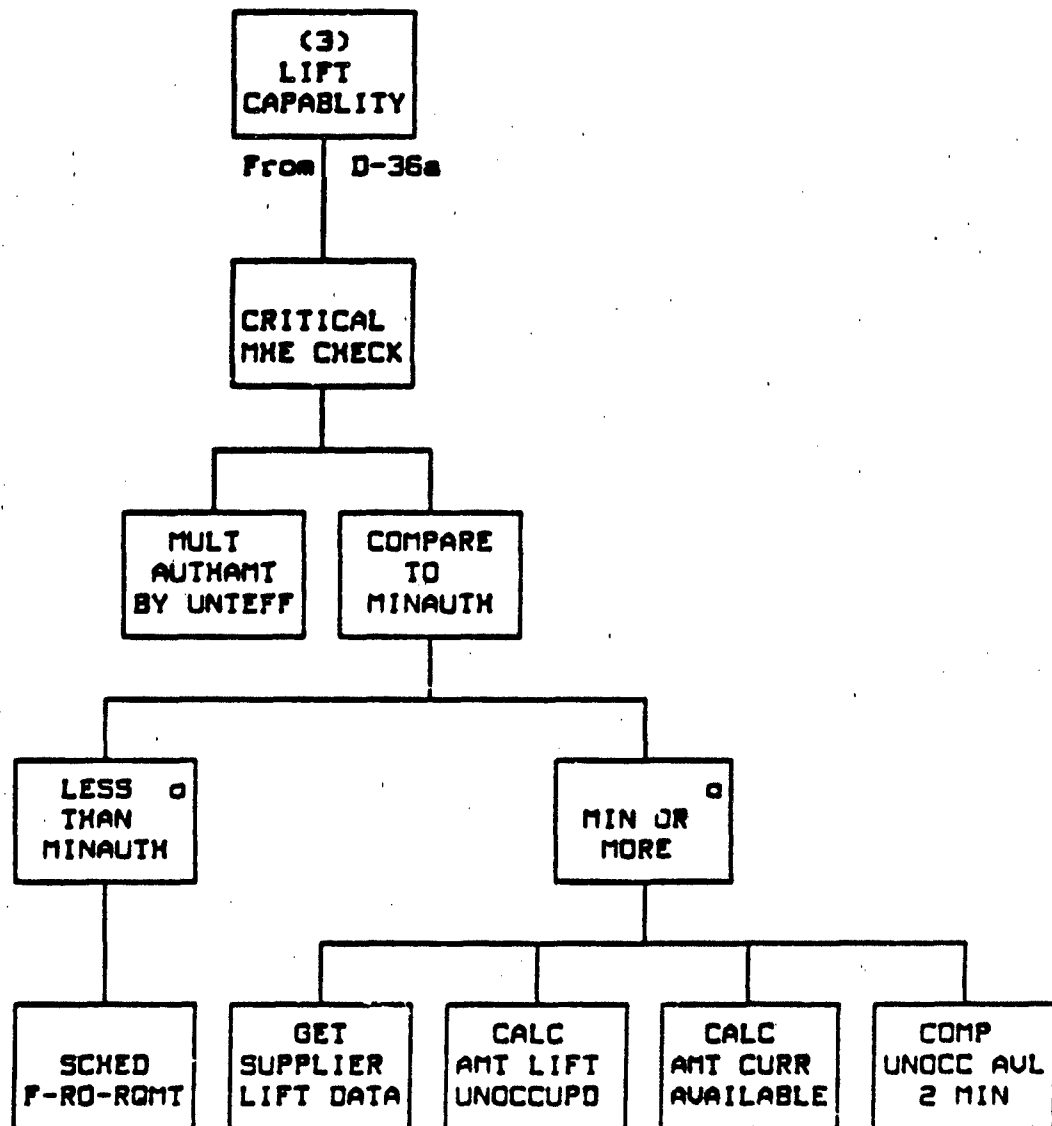 (3)
LIFT
CAPABLITY
From D-36a
CRITICAL
MHE CHECK
MULT
AUTHAMT
BY UNTEFF
COMPARE
TO
MINAUTH
LESS o
THAN
MINAUTH
o
MIN OR
MORE
SCHED
F-RO-RQMT
GET
SUPPLIER
LIFT DATA
CALC
AMT LIFT
UNOCCUPD
CALC
AMT CURR
AVAILABLE
COMP
UNOCC AVL
2 MIN